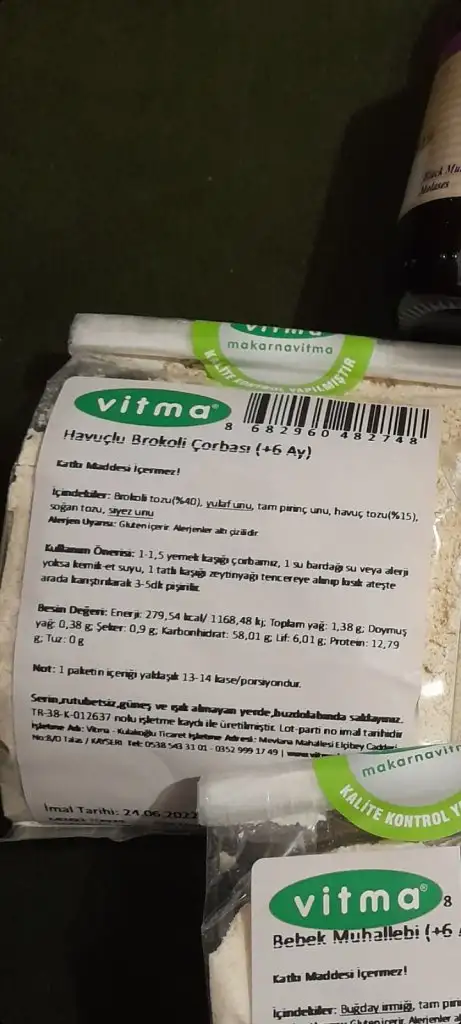 Black Mu
Molases
vitma
makarnavitma
KALİTE KONTROL YAPILMIŞTIR
vitma®
8 682960 482748
Havuçlu Brokoli Çorbası (+6 Ay)
Katkı Maddesi İçermez!
İçindekiler: Brokoli tozu(%40), yulaf unu, tam pirinç unu, havuç tozu(%15),
soğan tozu, siyez unu
Alerjen Uyarısı: Gluten içerir. Alerjenler altı çizilidir.
Kullanım Önerisi: 1-1,5 yemek kaşığı çorbamız, 1 su bardağı su veya alerji
yoksa kemik-et suyu, 1 tatlı kaşığı zeytinyağı tencereye alınıp kısık ateşte
arada karıştırılarak 3-5dk pişirilir.
Besin Değeri: Enerji: 279,54 kcal/ 1168,48 kj; Toplam yağ: 1,38 g; Doymuş
yağ: 0,38 g; Şeker: 0,9 g; Karbonhidrat: 58,01 g; Lif: 6,01 g; Protein: 12,79
g; Tuz: 0 g
Not: 1 paketin içeriği yaklaşık 13-14 kase/porsiyondur.
Serin,rutubetsiz,güneş ve ışık almayan yerde,buzdolabında saklayınız.
TR-38-K-012637 nolu işletme kaydı ile üretilmiştir. Lot-parti no imal tarihidir
İşletme Adı: Vitma - Kulakoğlu Ticaret İşletme Adresi: Mevlana Mahallesi Elçibey Caddesi
No:8/D Talas / KAYSERİ Tel: 0538 543 31 01 - 0352 999 17 49 |
İmal Tarihi: 24.06.2022
makarnavitm
KALİTE KONTROL Y
vitma® 8
Bebek Muhallebi (+6
Katkı Maddesi İçermez!
İçindekiler: Buğday irmiği, tam piri
Gluten içerir. Alerjenler a